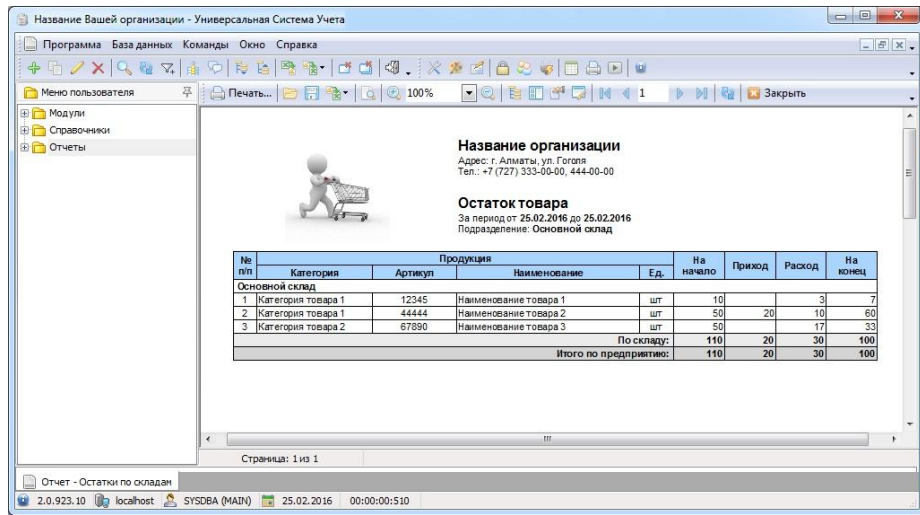 Название Вашей организации - Универсальная Система Учета
Программа База данных Команды Окно Справка
Меню пользователя
Печать... 100% 1 Закрыть
Модули
Справочники
Отчеты
Название организации
Адрес: г. Алматы, ул. Гоголя
Тел.: +7 (727) 333-00-00, 444-00-00
Остаток товара
За период от 25.02.2016 до 25.02.2016
Подразделение: Основной склад
№ п/п Продукция На начало Приход Расход На конец
Категория Артикул Наименование Ед.
Основной склад
1 Категория товара 1 12345 Наименование товара 1 шт 10 3 7
2 Категория товара 1 44444 Наименование товара 2 шт 50 20 10 60
3 Категория товара 2 67890 Наименование товара 3 шт 50 17 33
По складу: 110 20 30 100
Итого по предприятию: 110 20 30 100
Страница: 1 из 1
Отчет - Остатки по складам
2.0.923.10 localhost SYSDBA (MAIN) 25.02.2016 00:00:00:510